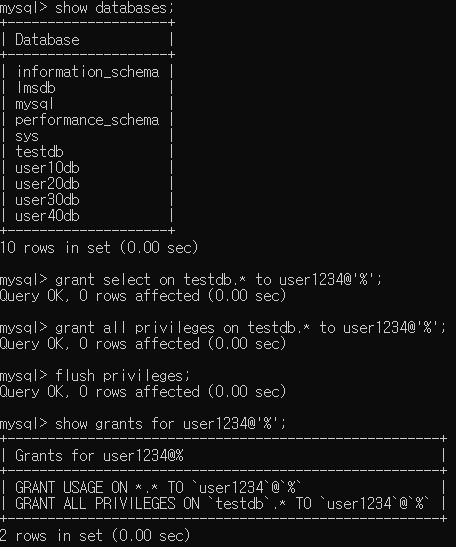 mysql> show databases;
+--------------------+
| Database           |
+--------------------+
| information_schema |
| lmsdb              |
| mysql              |
| performance_schema |
| sys                |
| testdb             |
| user10db           |
| user20db           |
| user30db           |
| user40db           |
+--------------------+
10 rows in set (0.00 sec)
mysql> grant select on testdb.* to user1234@'%';
Query OK, 0 rows affected (0.00 sec)
mysql> grant all privileges on testdb.* to user1234@'%';
Query OK, 0 rows affected (0.00 sec)
mysql> flush privileges;
Query OK, 0 rows affected (0.00 sec)
mysql> show grants for user1234@'%';
+------------------------------------------------------+
| Grants for user1234@%                                |
+------------------------------------------------------+
| GRANT USAGE ON *.* TO `user1234`@`%`                 |
| GRANT ALL PRIVILEGES ON `testdb`.* TO `user1234`@`%` |
+------------------------------------------------------+
2 rows in set (0.00 sec)